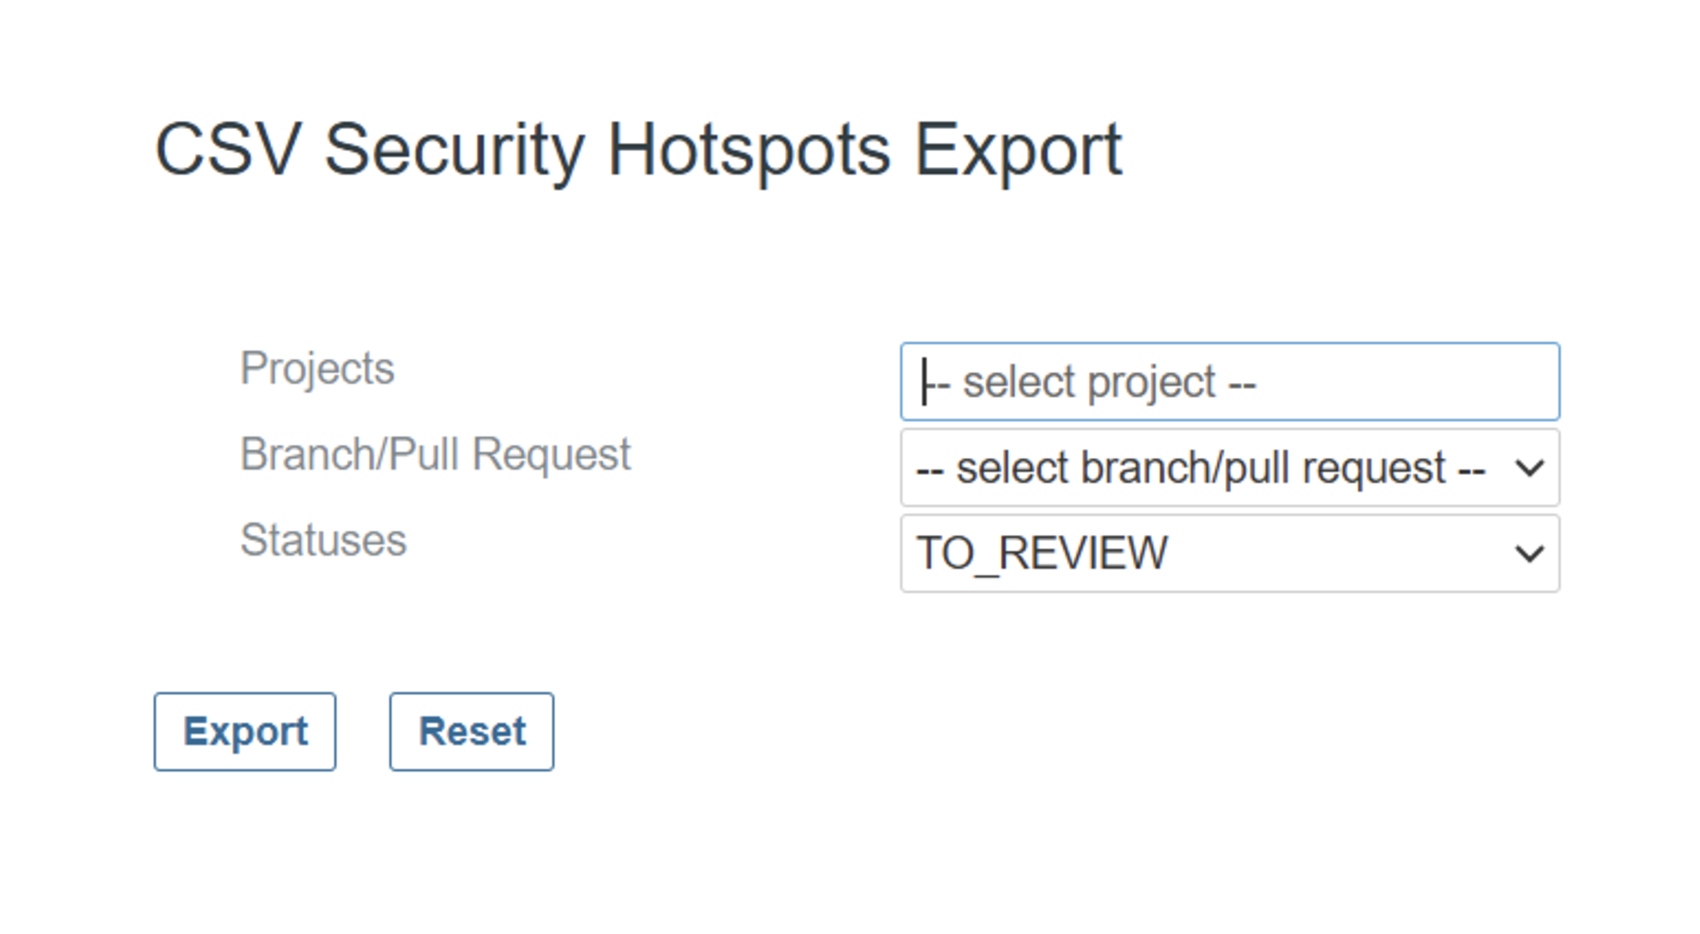 CSV Security Hotspots Export
Projects
-- select project --
Branch/Pull Request
-- select branch/pull request --
Statuses
TO_REVIEW
Export
Reset